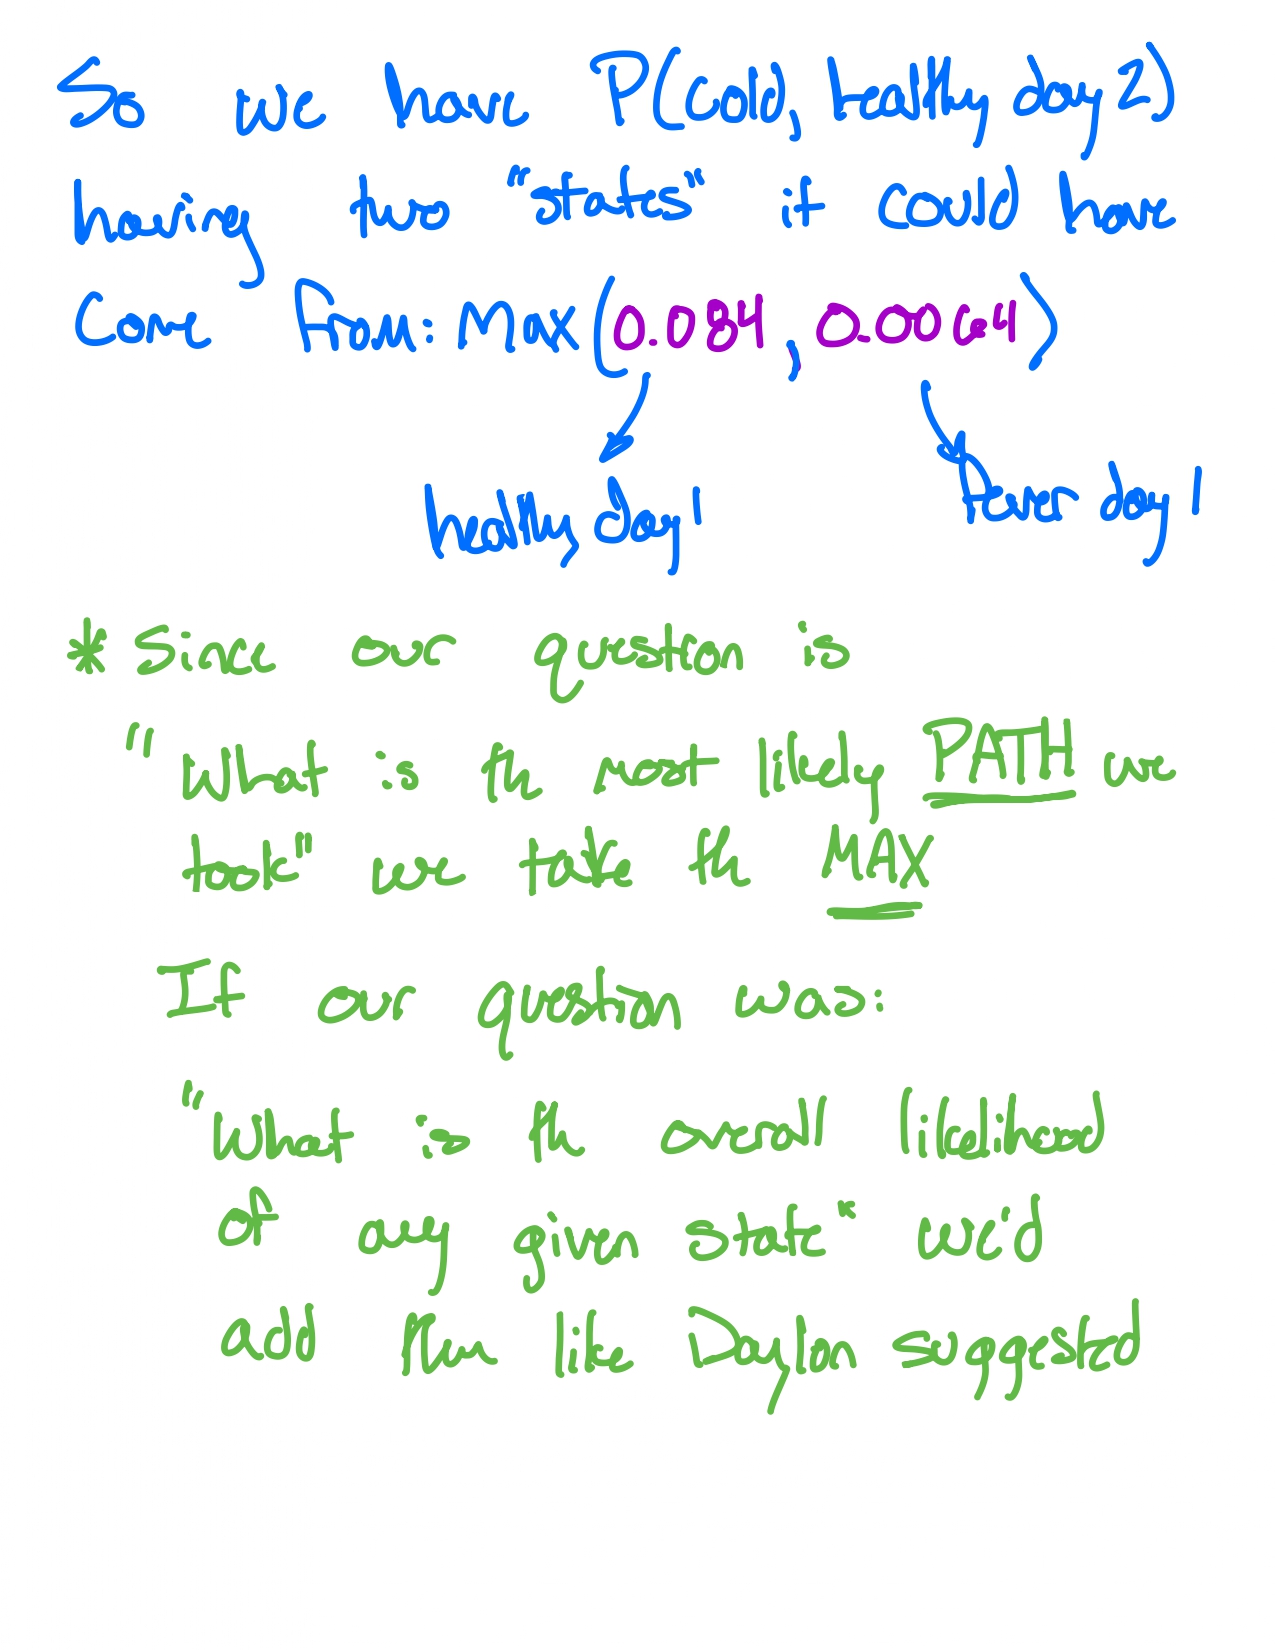 So we have P(cold, healthy day 2)
having two "states" it could have
come from: Max(0.084, 0.0064)
healthy day 1
Fever day 1
* Since our question is
"What is th most likely PATH we
took" we take th MAX
If our question was:
"What is th overall likelihood
of any given state" we'd
add them like Daylon suggested